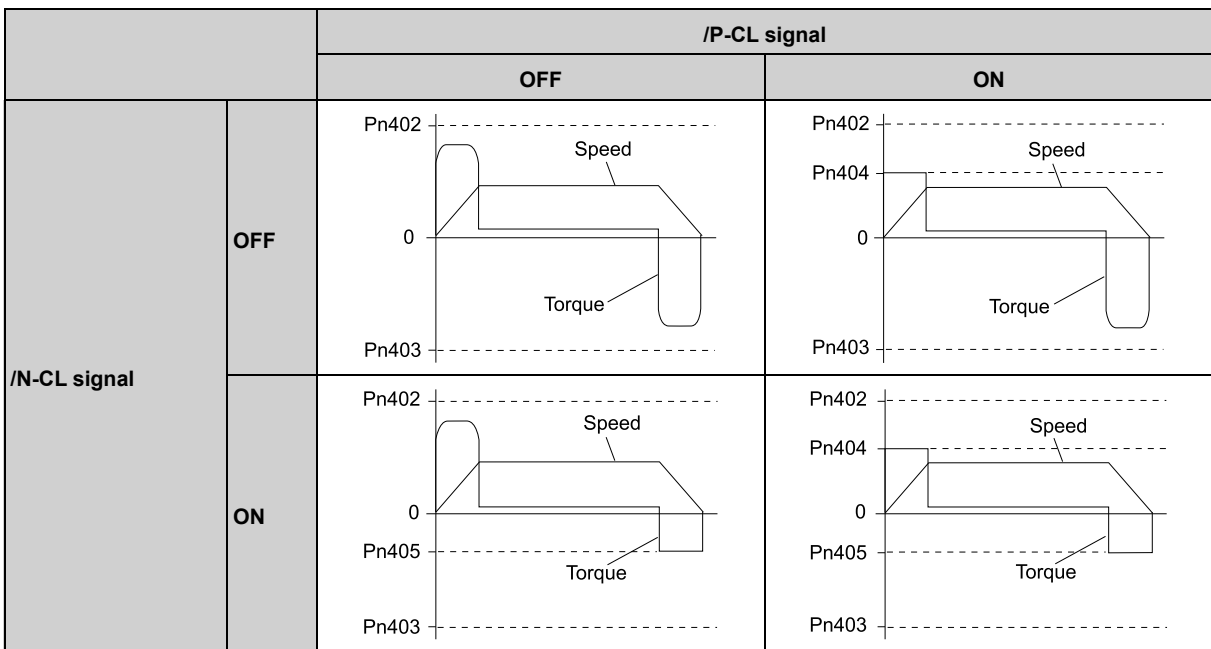 /P-CL signal
OFF
ON
/N-CL signal
OFF
Pn402
Speed
0
Torque
Pn403
Pn402
Speed
Pn404
0
Torque
Pn403
ON
Pn402
Speed
0
Pn405
Torque
Pn403
Pn402
Speed
Pn404
0
Pn405
Torque
Pn403